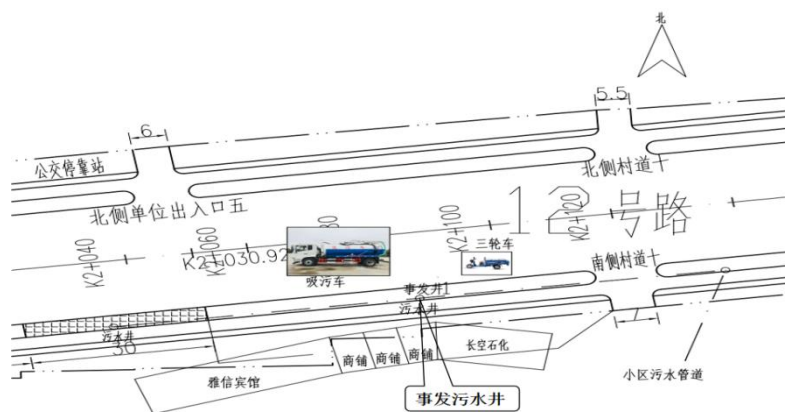 北
5.5
6
公交停靠站
北侧村道十
北侧单位出入口五
12号路
K2+040
K2+060
K2+030.92
80
K2+100
K2+120
三轮车
南侧村道十
吸污车
事发井1
污水井
污水井
30
7
商铺
商铺
商铺
长空石化
雅信宾馆
小区污水管道
事发污水井